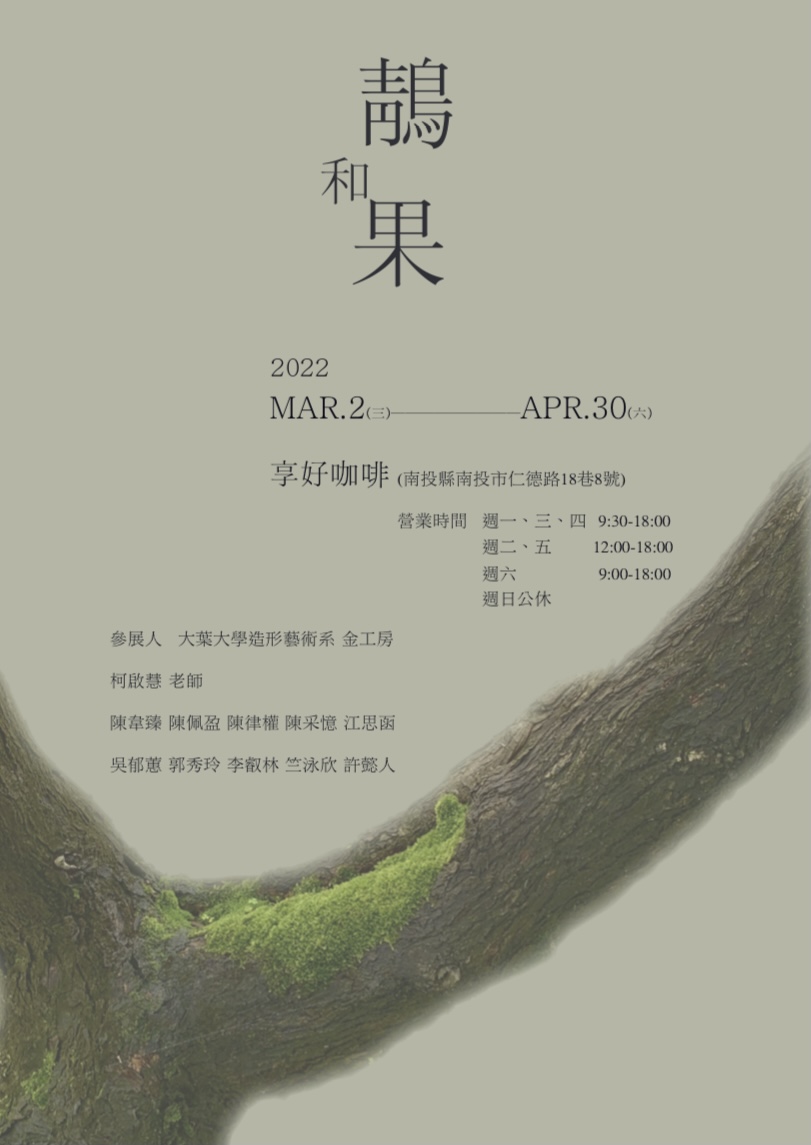 鶄
和
果
2022
MAR.2(三)————APR.30(六)
享好咖啡 (南投縣南投市仁德路18巷8號)
營業時間 週一、三、四 9:30-18:00
週二、五 12:00-18:00
週六 9:00-18:00
週日公休
參展人 大葉大學造形藝術系 金工房
柯啟慧 老師
陳韋臻 陳佩盈 陳律權 陳采憶 江思函
吳郁蕙 郭秀玲 李叡林 竺泳欣 許懿人